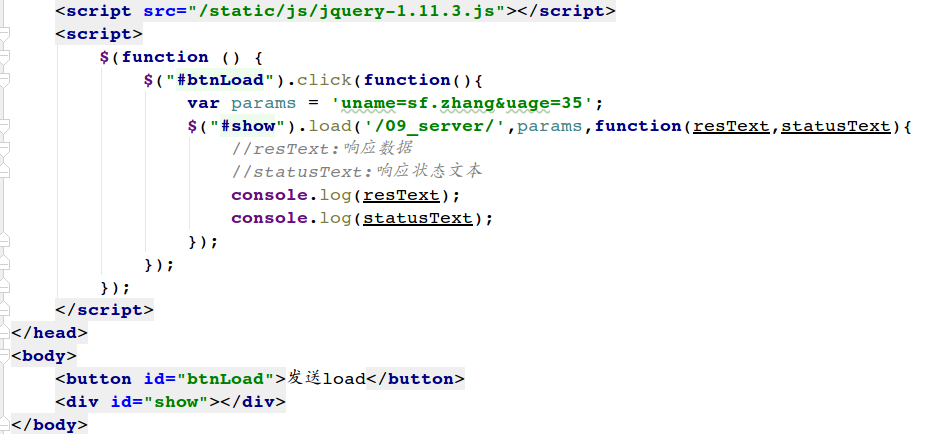 <script src="/static/js/jquery-1.11.3.js"></script>
<script>
$(function () {
$("#btnLoad").click(function(){
var params = 'uname=sf.zhang&uage=35';
$("#show").load('/09_server/',params,function(resText,statusText){
//resText:响应数据
//statusText:响应状态文本
console.log(resText);
console.log(statusText);
});
});
});
</script>
</head>
<body>
<button id="btnLoad">发送load</button>
<div id="show"></div>
</body>